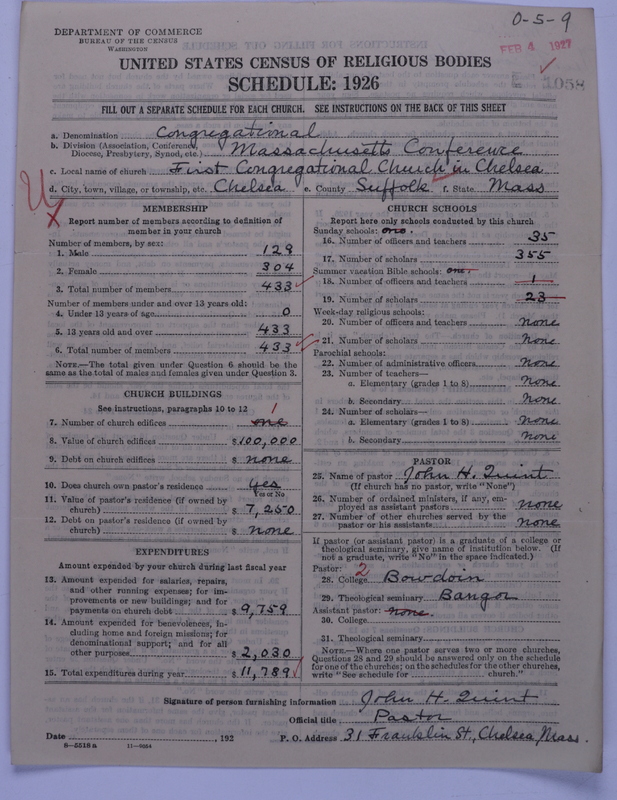 0-5-9
DEPARTMENT OF COMMERCE
BUREAU OF THE CENSUS
WASHINGTON
FEB 4 1927
1058
UNITED STATES CENSUS OF RELIGIOUS BODIES
SCHEDULE: 1926
FILL OUT A SEPARATE SCHEDULE FOR EACH CHURCH. SEE INSTRUCTIONS ON THE BACK OF THIS SHEET
a. Denomination Congregational
b. Division (Association, Conference, Diocese, Presbytery, Synod, etc.) Massachusetts Conference
c. Local name of church First Congregational Church in Chelsea
d. City, town, village, or township, etc. Chelsea e. County Suffolk f. State Mass
MEMBERSHIP
Report number of members according to definition of
member in your church
Number of members, by sex:
1. Male 129
2. Female 304
3. Total number of members 433
Number of members under and over 13 years old:
4. Under 13 years of age 0
5. 13 years old and over 433
6. Total number of members 433
NOTE.—The total given under Question 6 should be
same as the total of males and females given under Question 3.
CHURCH BUILDINGS
See instructions, paragraphs 10 to 12
7. Number of church edifices one 1
8. Value of church edifices $100,000
9. Debt on church edifices $ none
10. Does church own pastor's residence yes
Yes or No
11. Value of pastor's residence (if owned by
church) $ 7,250
12. Debt on pastor's residence (if owned by
church) $ none
EXPENDITURES
Amount expended by your church during last fiscal year
13. Amount expended for salaries, repairs,
and other running expenses; for im-
provements or new buildings; and for
payments on church debt $ 9,759
14. Amount expended for benevolences, in-
cluding home and foreign missions; for
denominational support; and for all
other purposes $ 2,030
15. Total expenditures during year $ 11,789
CHURCH SCHOOLS
Report here only schools conducted by this church
Sunday schools: one.
16. Number of officers and teachers 35
17. Number of scholars 355
Summer vacation Bible schools: one.
18. Number of officers and teachers 1
19. Number of scholars 23
Week-day religious schools:
20. Number of officers and teachers none
21. Number of scholars None
Parochial schools:
22. Number of administrative officers None
23. Number of teachers—
a. Elementary (grades 1 to 8) None
b. Secondary None
24. Number of scholars—
a. Elementary (grades 1 to 8) None
b. Secondary None
PASTOR
25. Name of pastor John H. Quint
(If church has no pastor, write "None")
26. Number of ordained ministers, if any, em-
ployed as assistant pastors none
27. Number of other churches served by the
pastor or his assistants none
If pastor (or assistant pastor) is a graduate of a college or
theological seminary, give name of institution below. (If
not a graduate, write "No" in the space indicated.)
Pastor: 2
28. College Bowdoin
29. Theological seminary Bangor
Assistant pastor: none.
30. College
31. Theological seminary
NOTE.—Where one pastor serves two or more churches,
Questions 28 and 29 should be answered only on the schedule
for one of the churches; on the schedules for the other churches,
write "See schedule for church."
Signature of person furnishing information John H. Quint
Official title Pastor
Date , 192 P. O. Address 31 Franklin St., Chelsea, Mass.
8—5518 a 11—9554